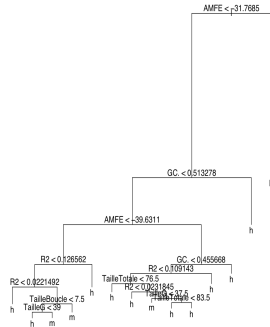 AMFE < −31.7685
GC. < 0.513278
h
AMFE < −39.6311
R2 < 0.126562
GC. < 0.455668
R2 < 0.109143
h
R2 < 0.0221492
TailleTotale < 76.5
h
h
h
TailleBoucle < 7.5
h
R2 < 0.0231845
TailleG < 37.5
TailleTotale < 83.5
TailleG < 39
m
h
m
h
h
h
m